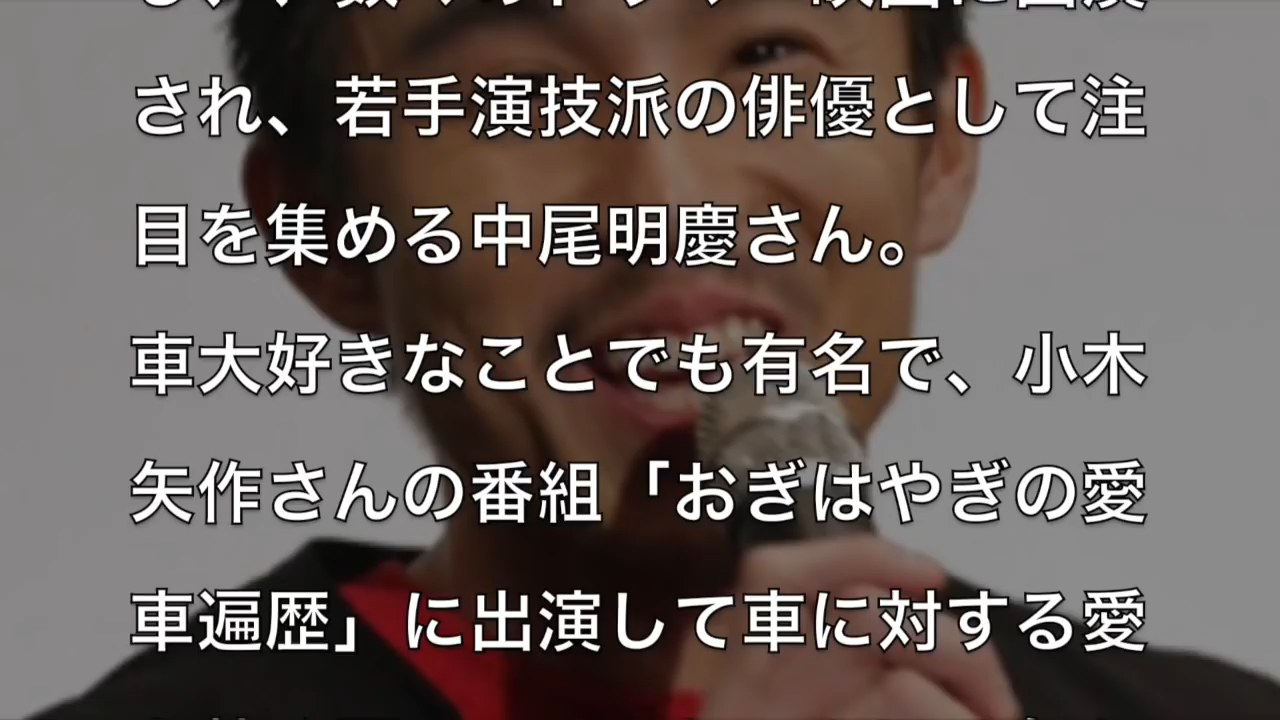 され、若手演技派の俳優として注
目を集める中尾明慶さん。
車大好きなことでも有名で、小木
矢作さんの番組「おぎはやぎの愛
車遍歴」に出演して車に対する愛